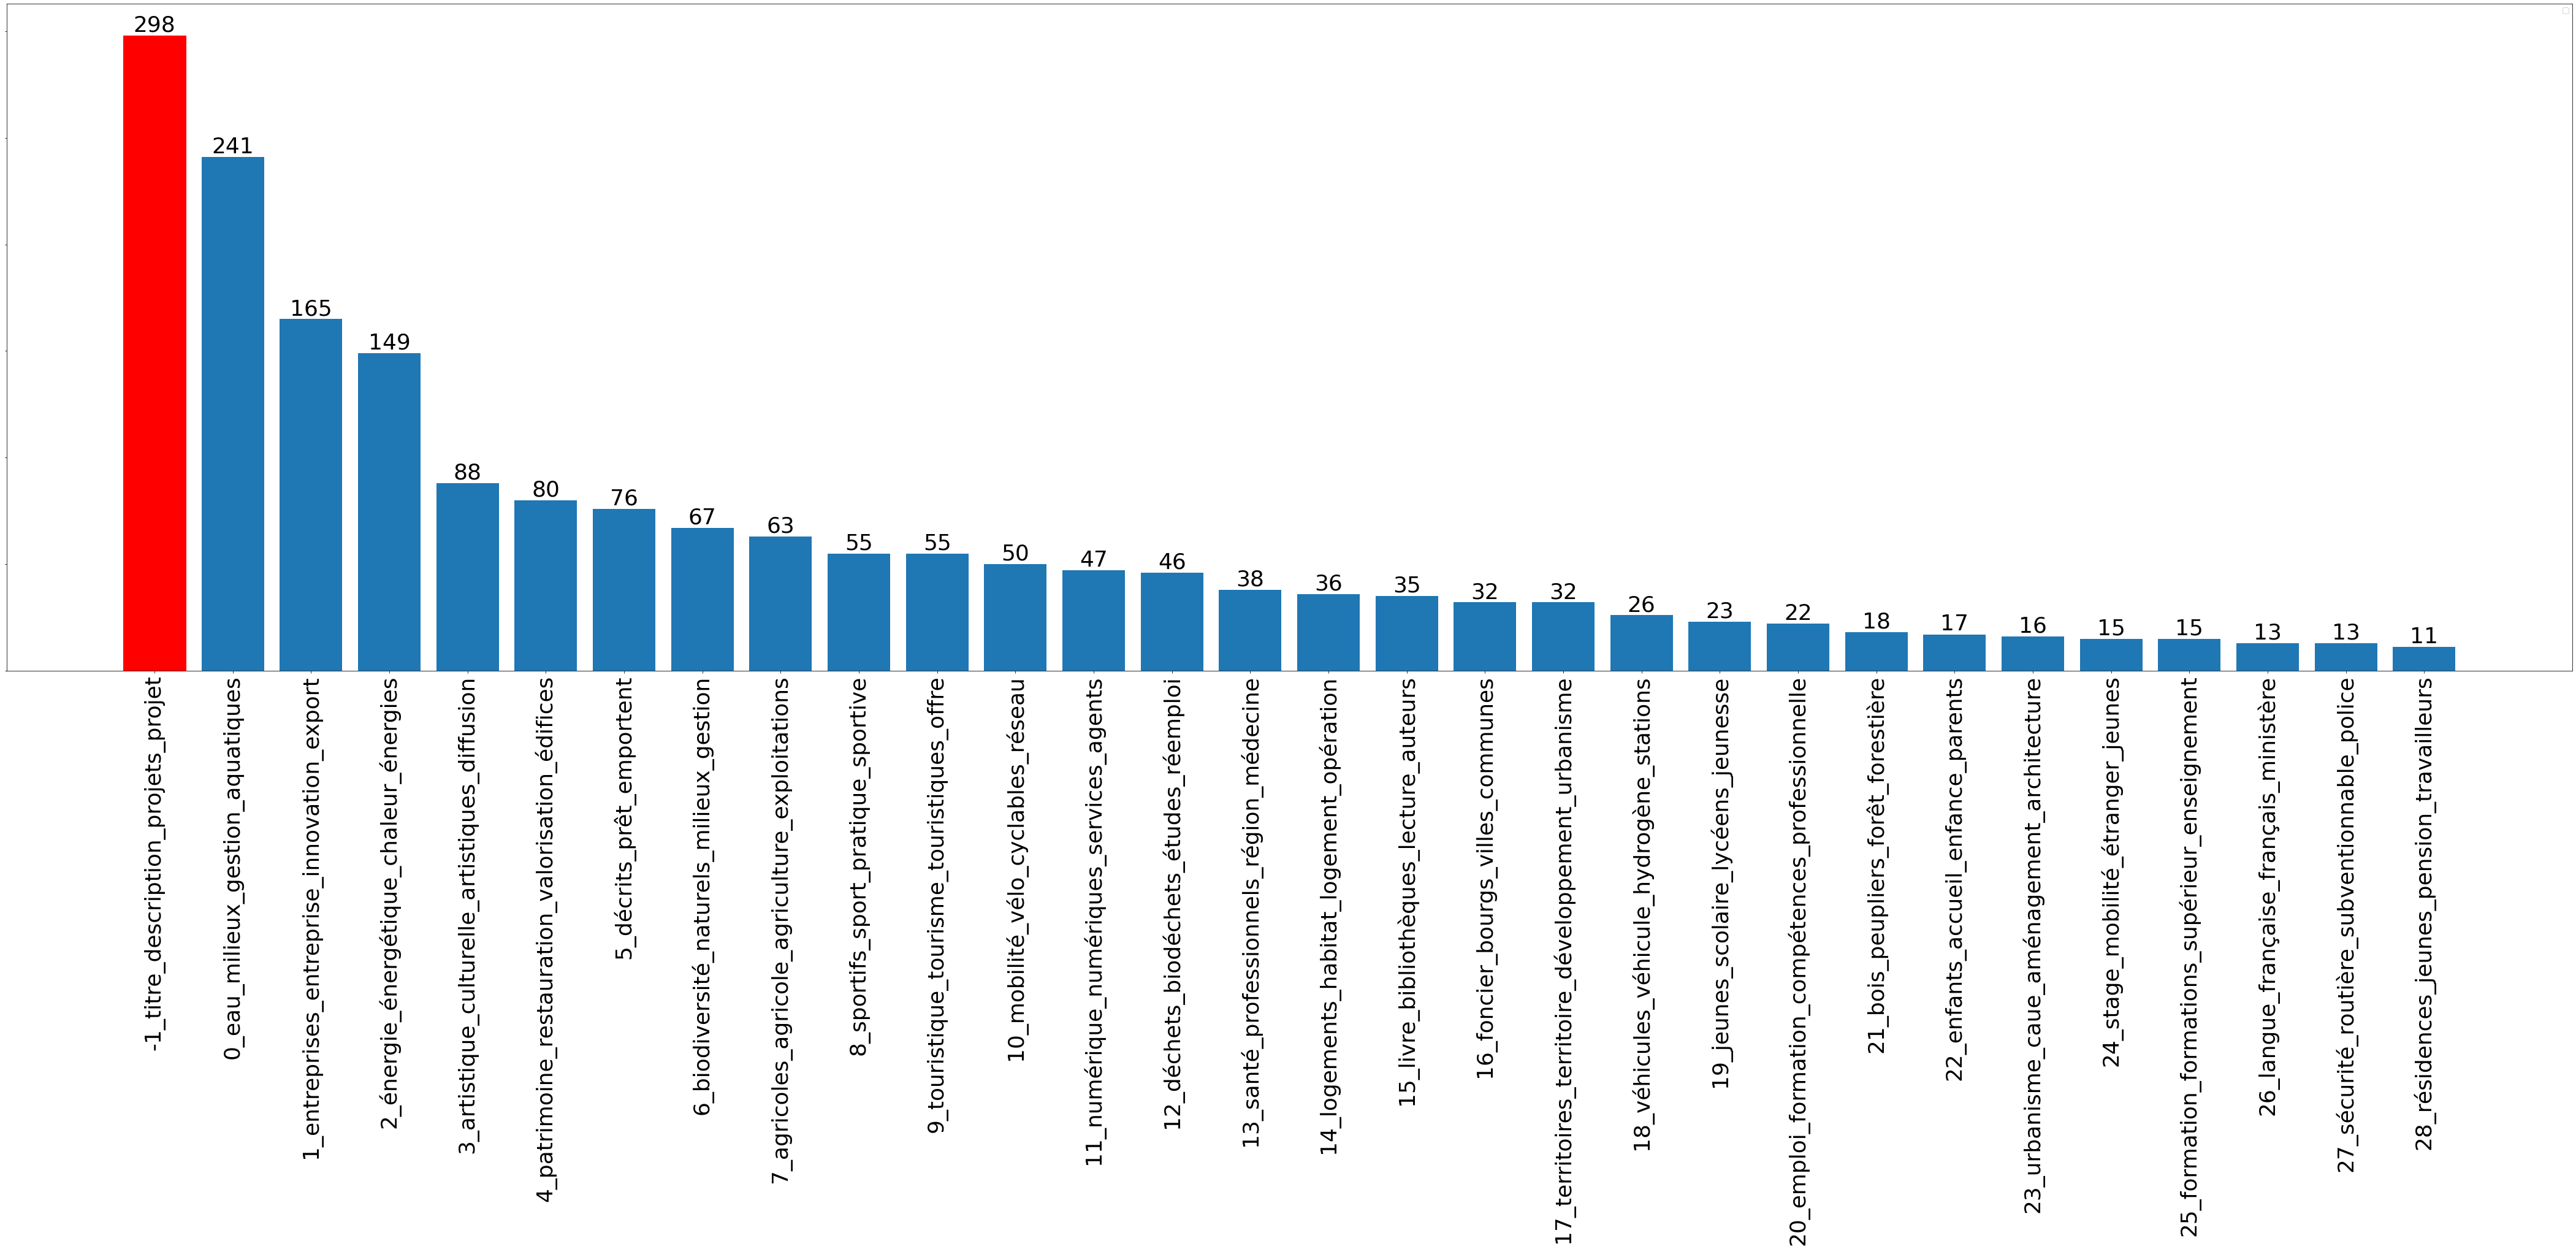 298
241
165
149
88
80
76
67
63
55
55
50
47
46
38
36
35
32
32
26
23
22
18
17
16
15
15
13
13
11
-1_titre_description_projets_projet
0_eau_milieux_gestion_aquatiques
1_entreprises_entreprise_innovation_export
2_énergie_énergétique_chaleur_énergies
3_artistique_culturelle_artistiques_diffusion
4_patrimoine_restauration_valorisation_édifices
5_décrits_prêt_emportent
6_biodiversité_naturels_milieux_gestion
7_agricoles_agricole_agriculture_exploitations
8_sportifs_sport_pratique_sportive
9_touristique_tourisme_touristiques_offre
10_mobilité_vélo_cyclables_réseau
11_numérique_numériques_services_agents
12_déchets_biodéchets_études_réemploi
13_santé_professionnels_région_médecine
14_logements_habitat_logement_opération
15_livre_bibliothèques_lecture_auteurs
16_foncier_bourgs_villes_communes
17_territoires_territoire_développement_urbanisme
18_véhicules_véhicule_hydrogène_stations
19_jeunes_scolaire_lycéens_jeunesse
20_emploi_formation_compétences_professionnelle
21_bois_peupliers_forêt_forestière
22_enfants_accueil_enfance_parents
23_urbanisme_caue_aménagement_architecture
24_stage_mobilité_étranger_jeunes
25_formation_formations_supérieur_enseignement
26_langue_française_français_ministère
27_sécurité_routière_subventionnable_police
28_résidences_jeunes_pension_travailleurs